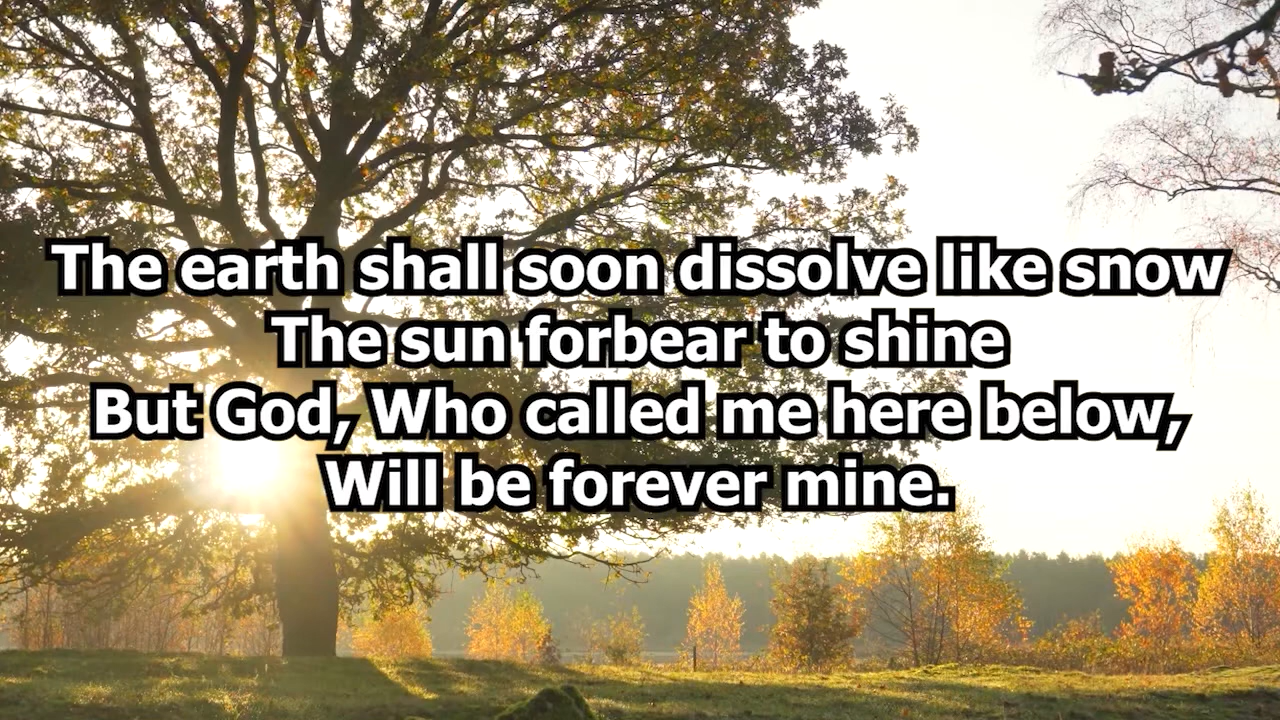 The earth shall soon dissolve like snow
The sun forbear to shine
But God, Who called me here below,
Will be forever mine.